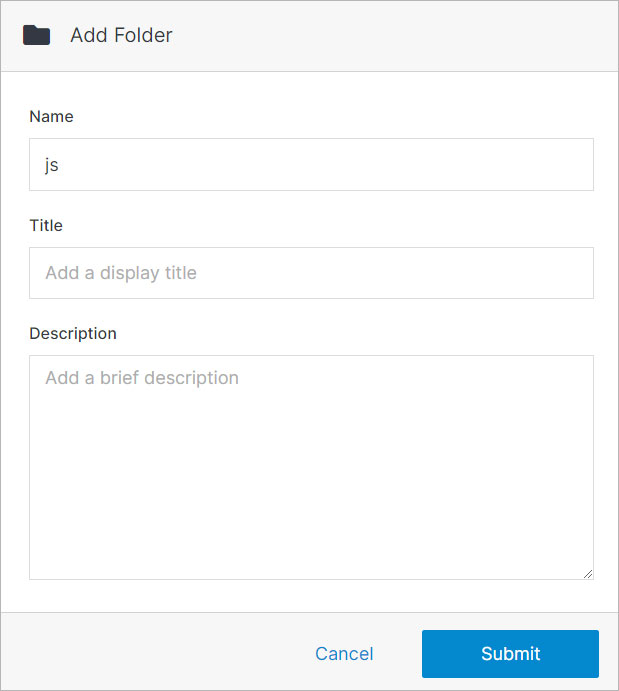 Add Folder
Name
js
Title
Add a display title
Description
Add a brief description
Cancel
Submit